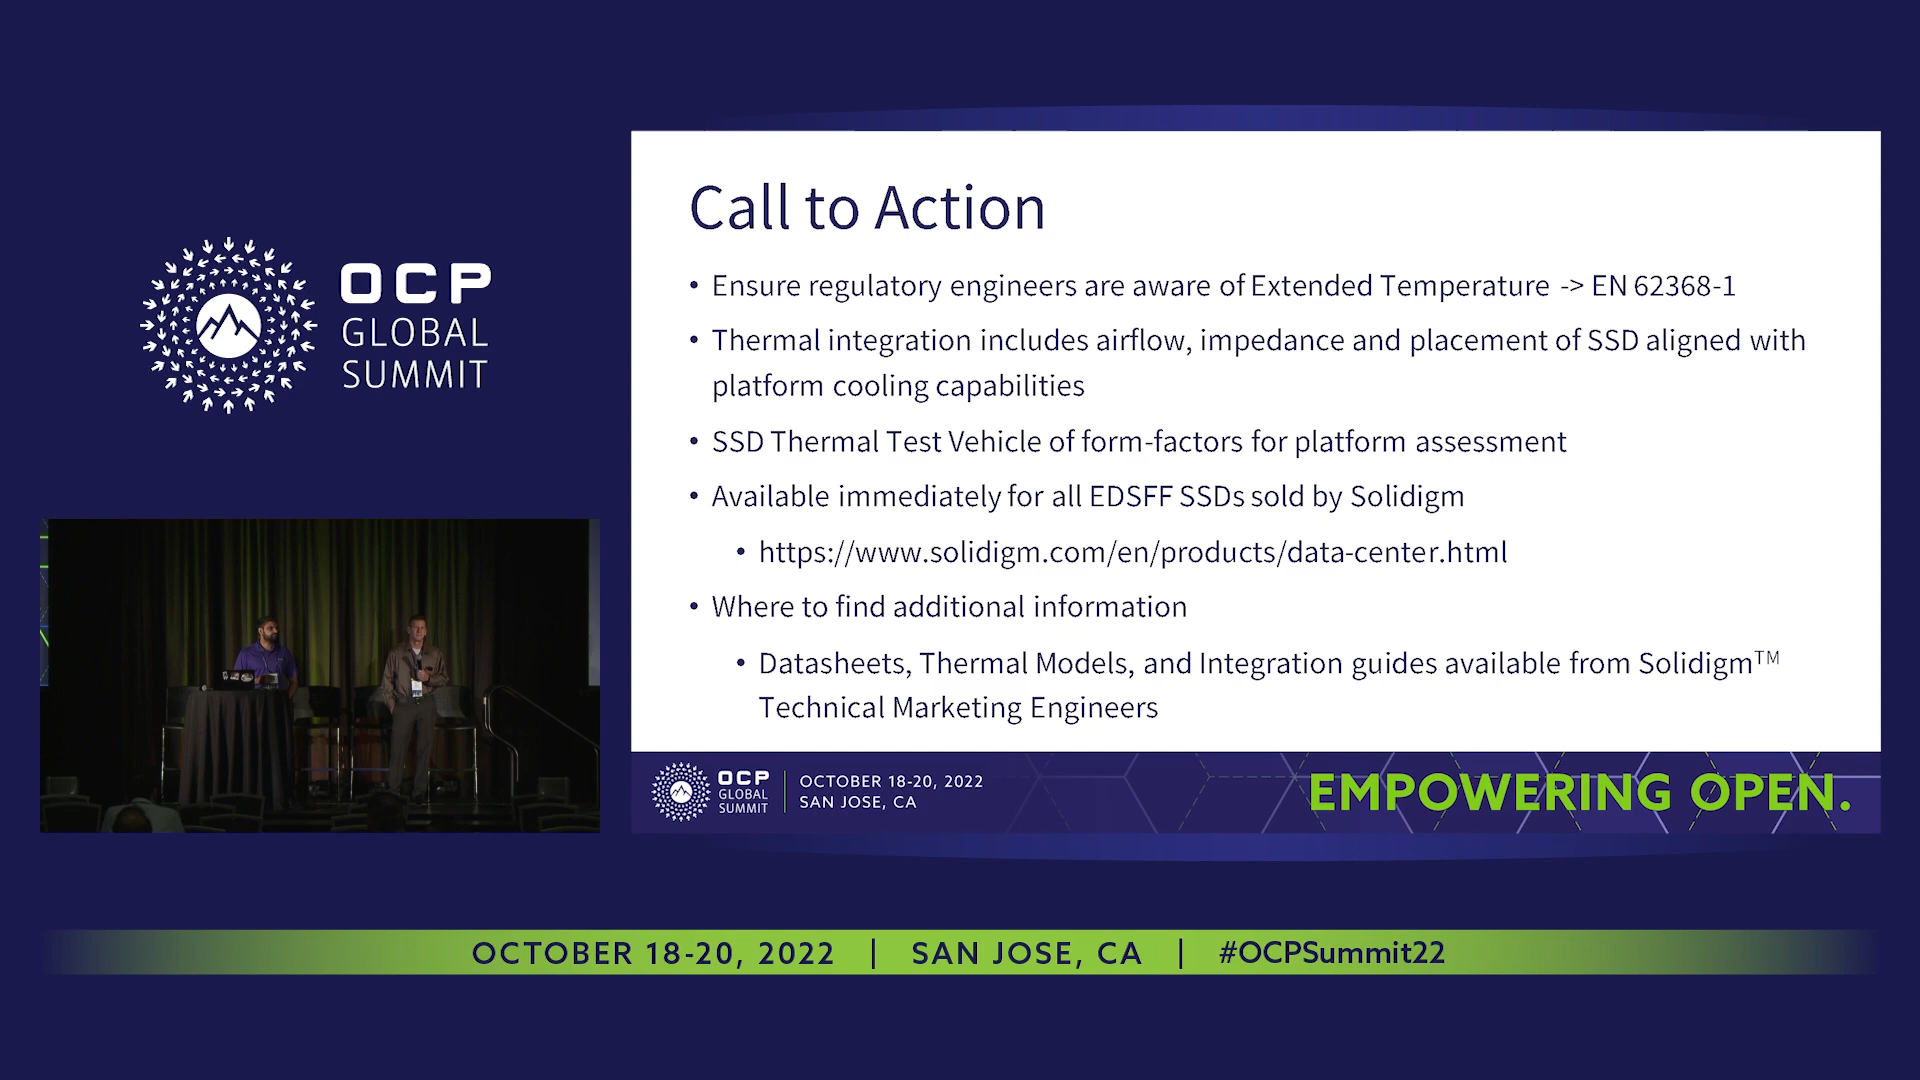 OCP
GLOBAL
SUMMIT
Call to Action
• Ensure regulatory engineers are aware of Extended Temperature -> EN 62368-1
• Thermal integration includes airflow, impedance and placement of SSD aligned with
platform cooling capabilities
• SSD Thermal Test Vehicle of form-factors for platform assessment
• Available immediately for all EDSFF SSDs sold by Solidigm
• https://www.solidigm.com/en/products/data-center.html
• Where to find additional information
• Datasheets, Thermal Models, and Integration guides available from Solidigm™
Technical Marketing Engineers
OCP
GLOBAL
SUMMIT
OCTOBER 18-20, 2022
SAN JOSE, CA
EMPOWERING OPEN.
OCTOBER 18-20, 2022 | SAN JOSE, CA | #OCPSummit22